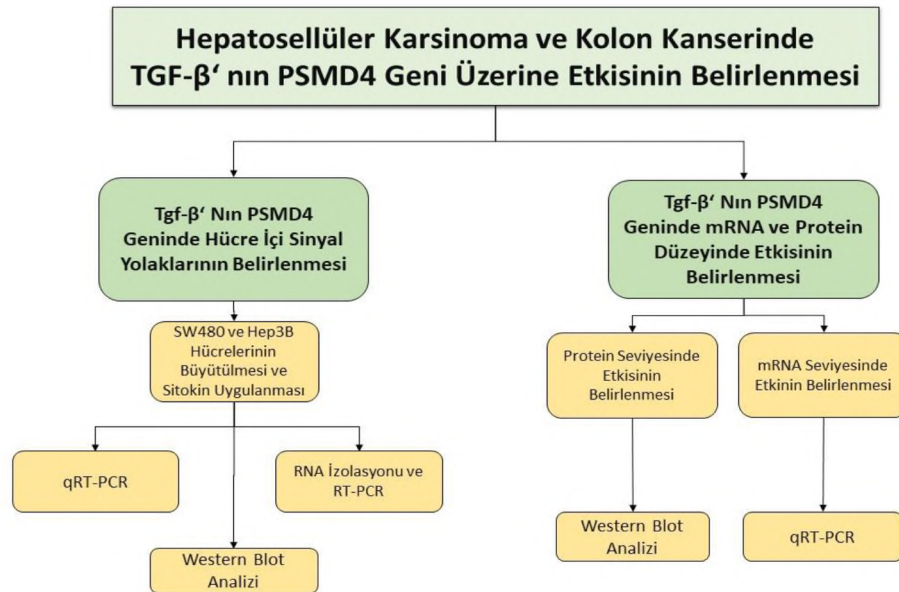 Hepatosellüler Karsinoma ve Kolon Kanserinde
TGF-β‘ nın PSMD4 Geni Üzerine Etkisinin Belirlenmesi
Tgf-β‘ Nın PSMD4
Geninde Hücre İçi Sinyal
Yolaklarının Belirlenmesi
Tgf-β‘ Nın PSMD4
Geninde mRNA ve Protein
Düzeyinde Etkisinin
Belirlenmesi
SW480 ve Hep3B
Hücrelerinin
Büyütülmesi ve
Sitokin Uygulanması
Protein Seviyesinde
Etkisinin
Belirlenmesi
mRNA Seviyesinde
Etkinin Belirlenmesi
qRT-PCR
RNA İzolasyonu ve
RT-PCR
Western Blot
Analizi
Western Blot
Analizi
qRT-PCR